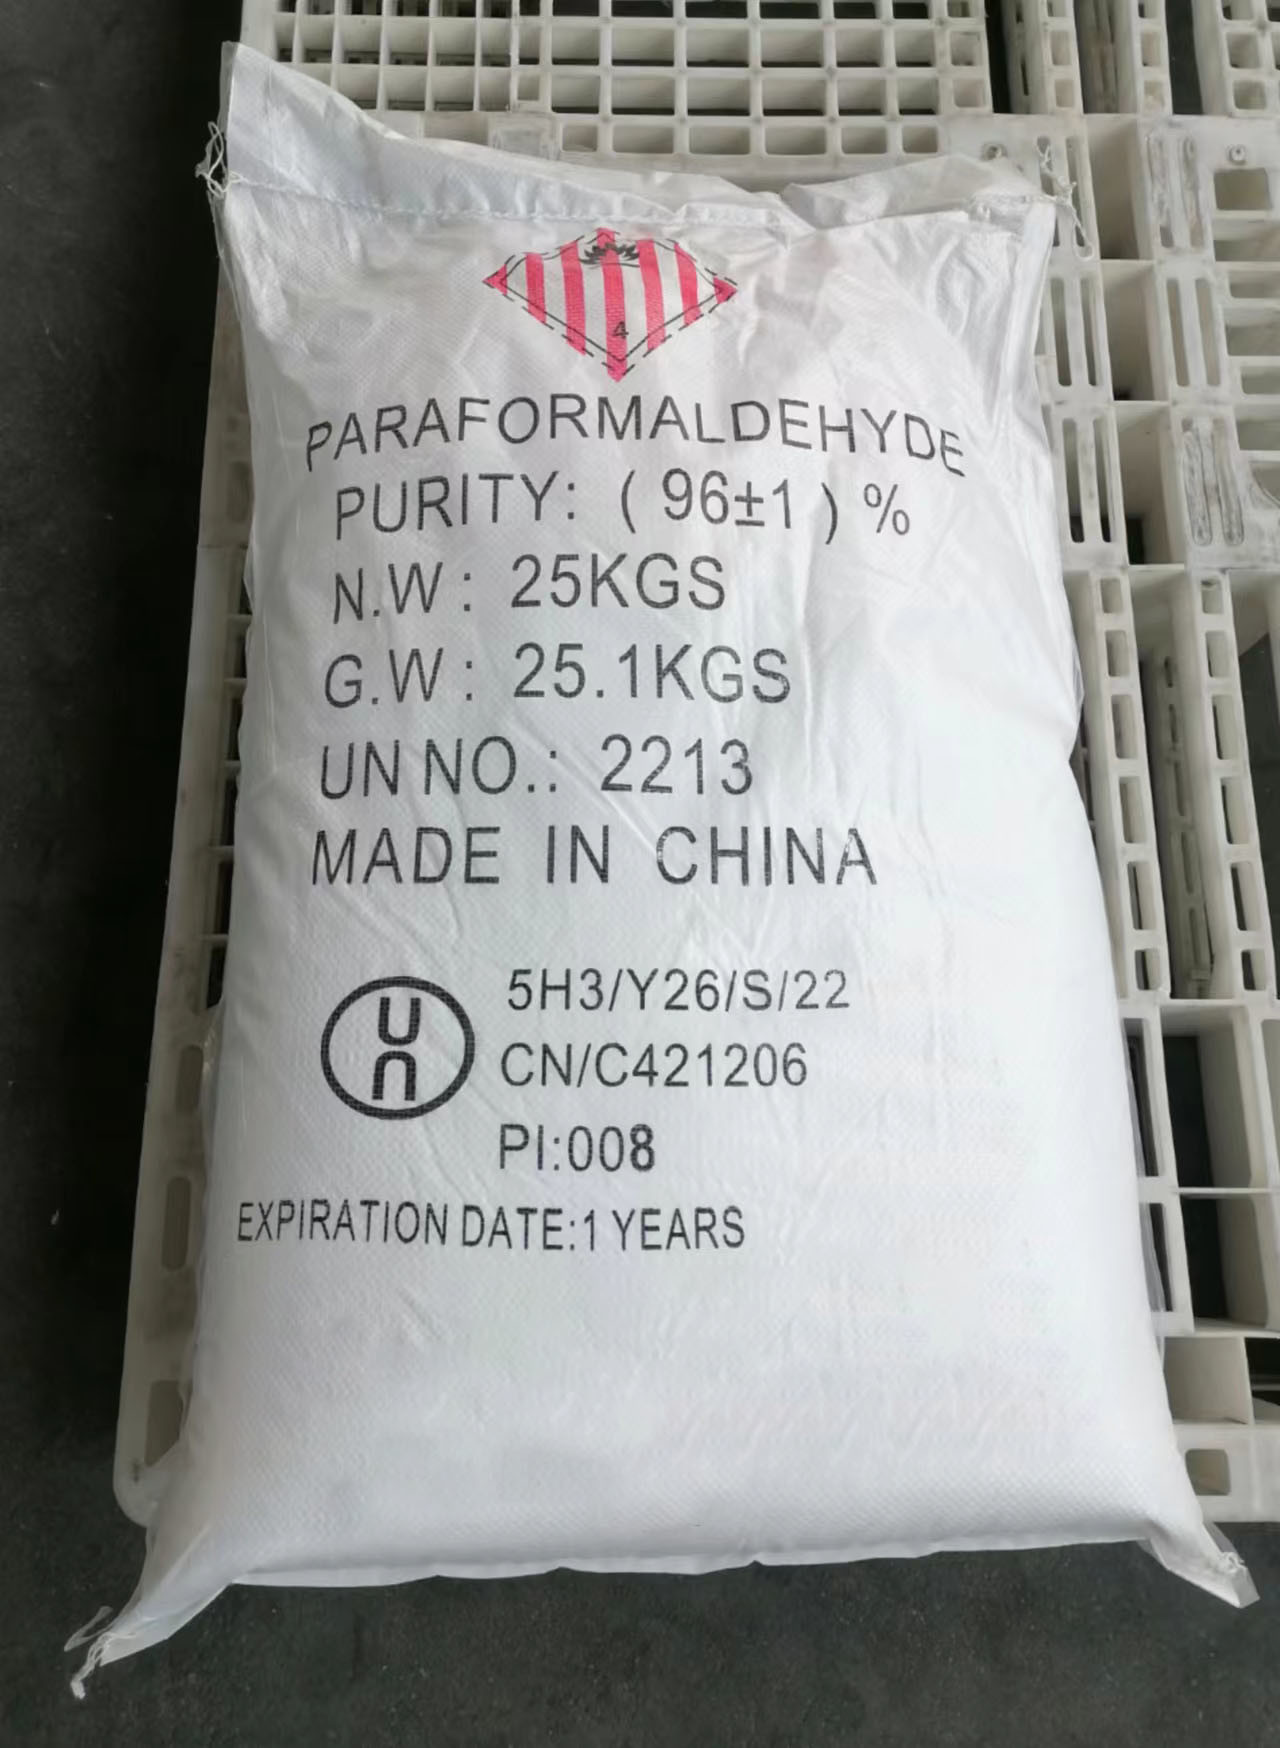 4
PARAFORMALDEHYDE
PURITY: ( 96±1 ) %
N.W: 25KGS
G.W: 25.1KGS
UN NO.: 2213
MADE IN CHINA
un
5H3/Y26/S/22
CN/C421206
PI:008
EXPIRATION DATE:1 YEARS